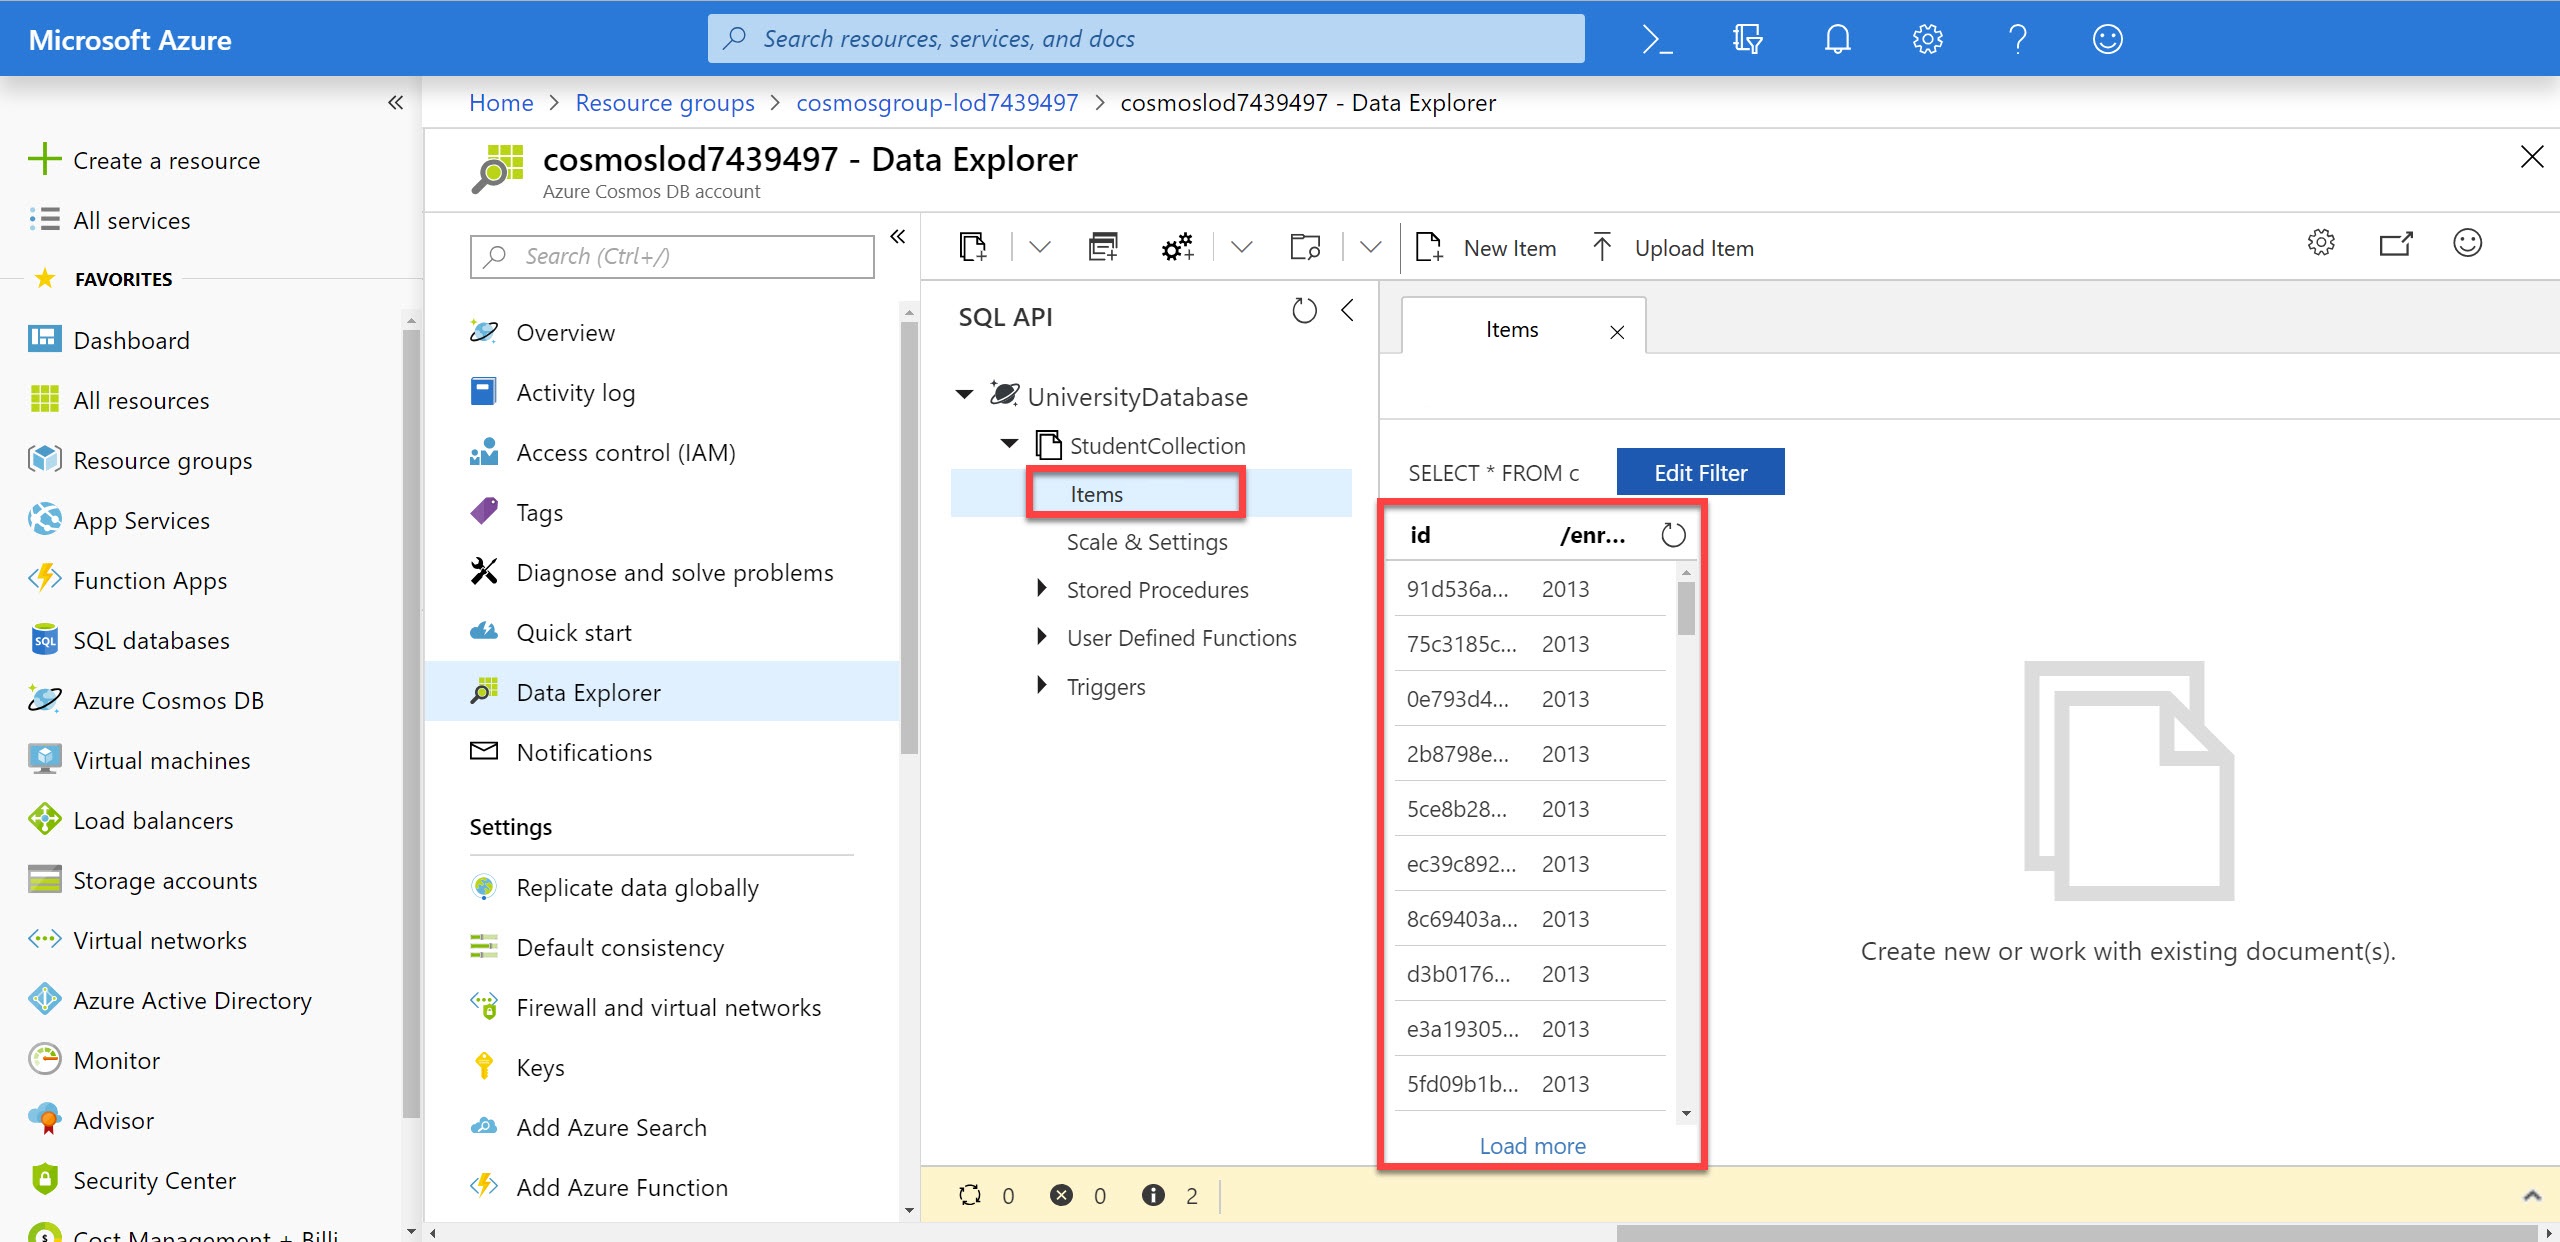 Microsoft Azure
Search resources, services, and docs
Home > Resource groups > cosmosgroup-lod7439497 > cosmoslod7439497 - Data Explorer
Create a resource
All services
FAVORITES
Dashboard
All resources
Resource groups
App Services
Function Apps
SQL databases
Azure Cosmos DB
Virtual machines
Load balancers
Storage accounts
Virtual networks
Azure Active Directory
Monitor
Advisor
Security Center
Cost Management + Billi
cosmoslod7439497 - Data Explorer
Azure Cosmos DB account
Search (Ctrl+/)
Overview
Activity log
Access control (IAM)
Tags
Diagnose and solve problems
Quick start
Data Explorer
Notifications
Settings
Replicate data globally
Default consistency
Firewall and virtual networks
Keys
Add Azure Search
Add Azure Function
New Item
Upload Item
SQL API
UniversityDatabase
StudentCollection
Items
Scale & Settings
Stored Procedures
User Defined Functions
Triggers
Items
SELECT * FROM c
Edit Filter
id /enr...
91d536a... 2013
75c3185c... 2013
0e793d4... 2013
2b8798e... 2013
5ce8b28... 2013
ec39c892... 2013
8c69403a... 2013
d3b0176... 2013
e3a19305... 2013
5fd09b1b... 2013
Load more
Create new or work with existing document(s).
0 0 2